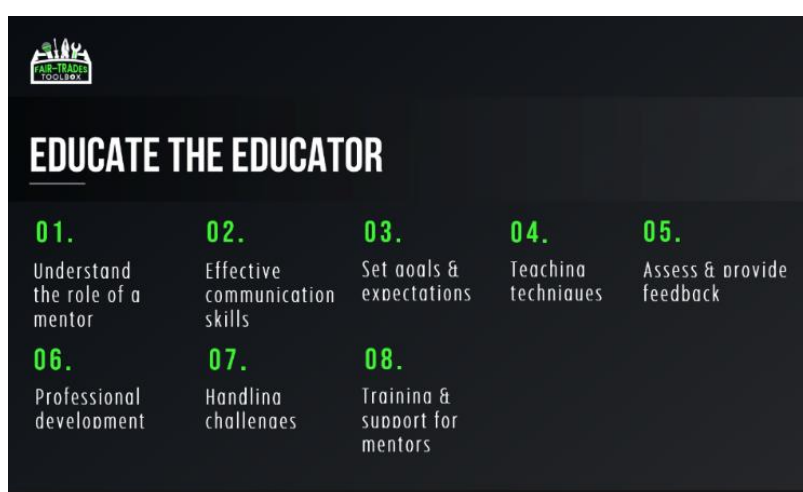 FAIR-TRADES
TOOLBOX
EDUCATE THE EDUCATOR
01.
Understand
the role of a
mentor
02.
Effective
communication
skills
03.
Set goals &
expectations
04.
Teaching
techniques
05.
Assess & provide
feedback
06.
Professional
development
07.
Handling
challenges
08.
Training &
support for
mentors